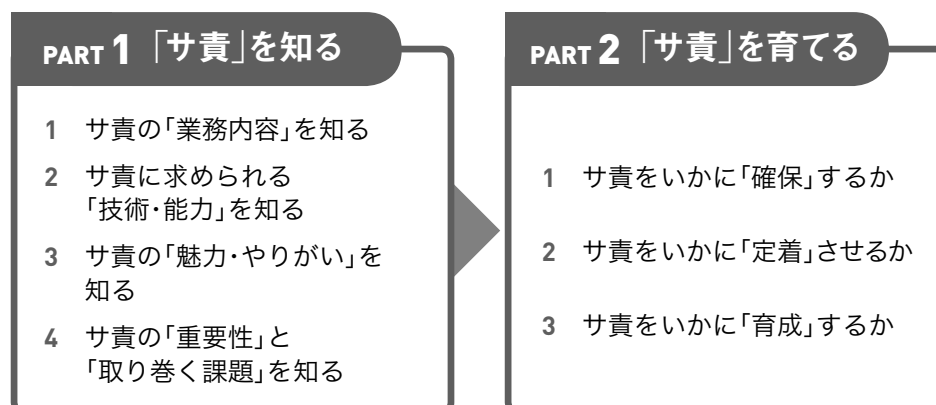 PART 1 「サ責」を知る
1 サ責の「業務内容」を知る
2 サ責に求められる
「技術・能力」を知る
3 サ責の「魅力・やりがい」を
知る
4 サ責の「重要性」と
「取り巻く課題」を知る
PART 2 「サ責」を育てる
1 サ責をいかに「確保」するか
2 サ責をいかに「定着」させるか
3 サ責をいかに「育成」するか